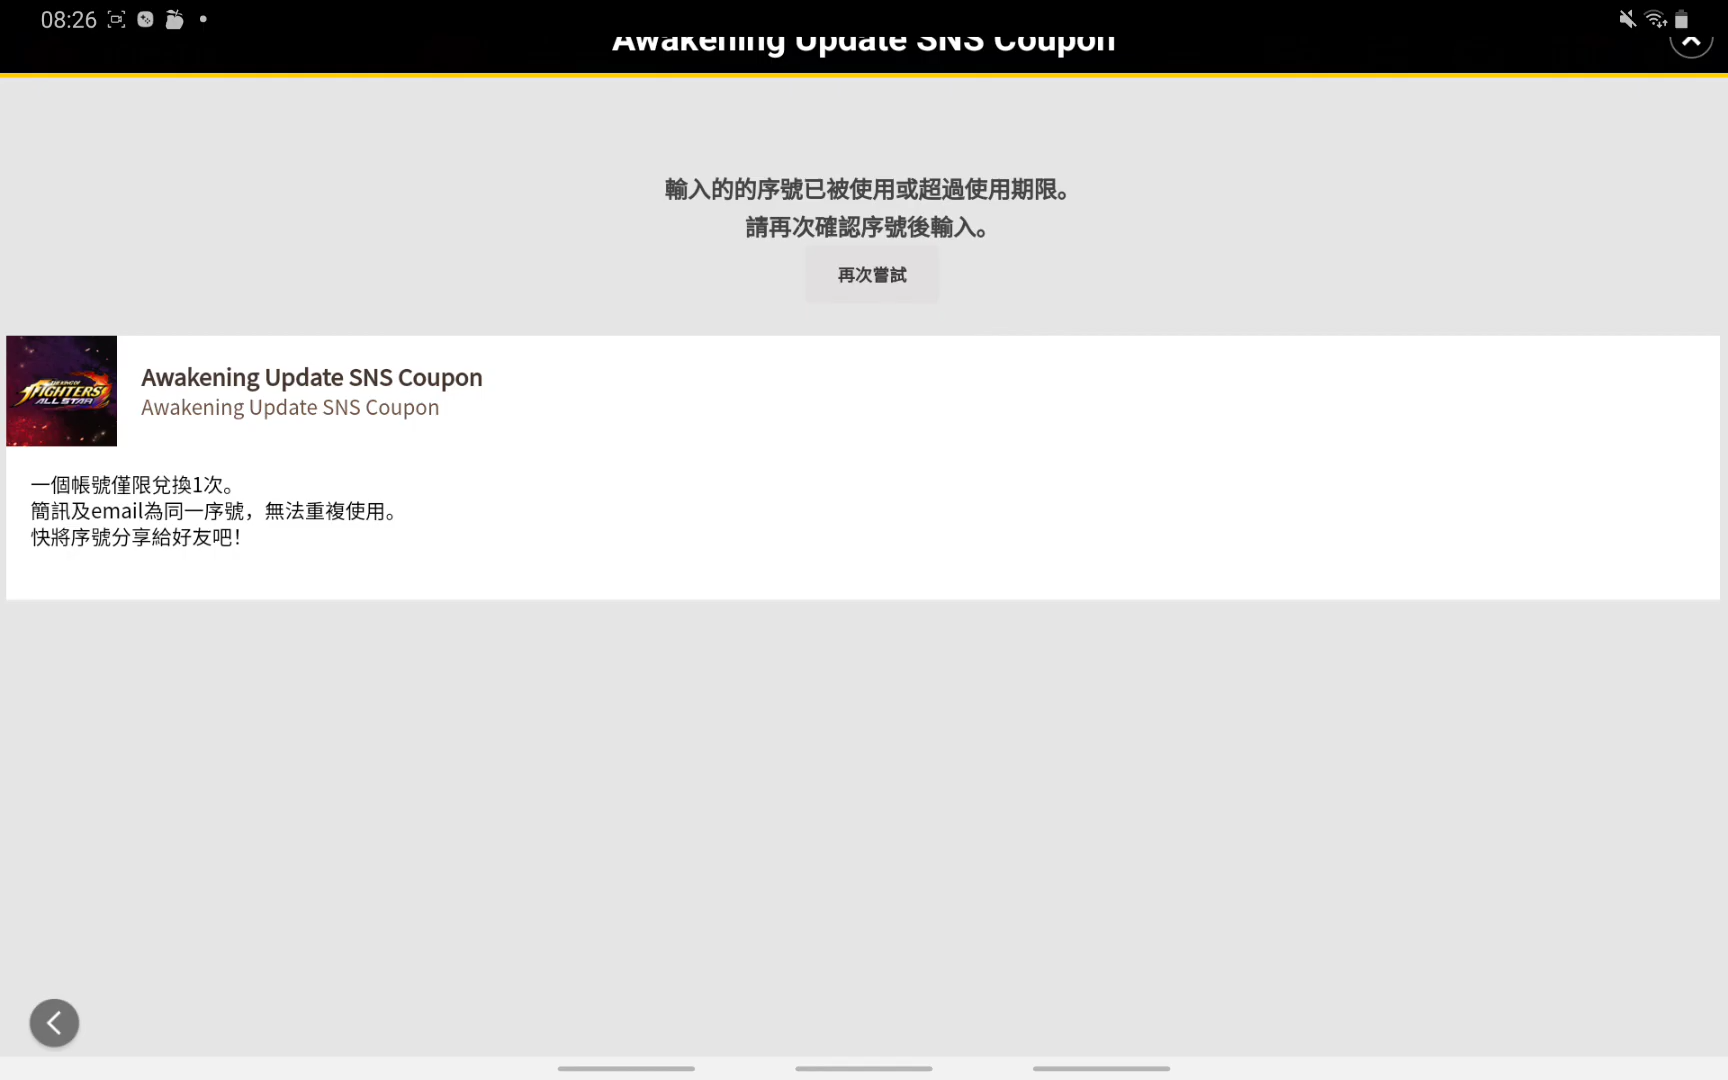 08:26
Awakening Update SNS Coupon
輸入的的序號已被使用或超過使用期限。
請再次確認序號後輸入。
再次嘗試
THE KING OF
FIGHTERS
ALL STAR
Awakening Update SNS Coupon
Awakening Update SNS Coupon
一個帳號僅限兌換1次。
簡訊及email為同一序號，無法重複使用。
快將序號分享給好友吧！